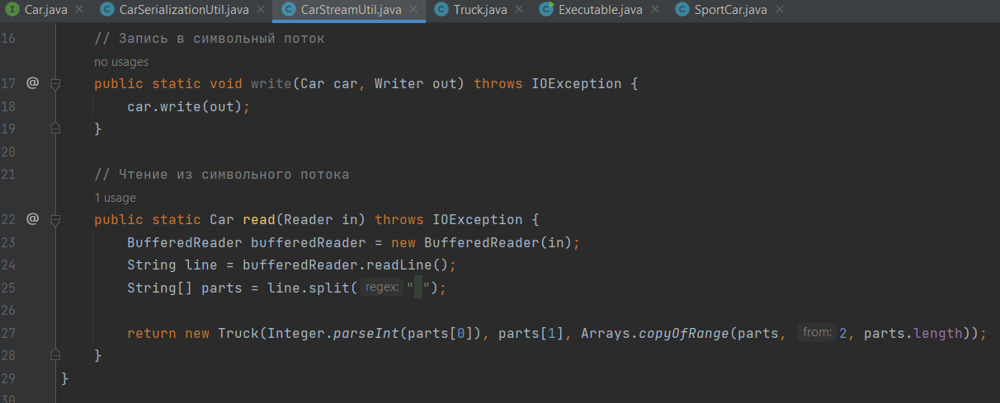 Car.java CarSerializationUtil.java CarStreamUtil.java Truck.java Executable.java SportCar.java
16 // Запись в символьный поток
no usages
17 @ public static void write(Car car, Writer out) throws IOException {
18 car.write(out);
19 }
20
21 // Чтение из символьного потока
1 usage
22 @ public static Car read(Reader in) throws IOException {
23 BufferedReader bufferedReader = new BufferedReader(in);
24 String line = bufferedReader.readLine();
25 String[] parts = line.split( regex: " ");
26
27 return new Truck(Integer.parseInt(parts[0]), parts[1], Arrays.copyOfRange(parts, from: 2, parts.length));
28 }
29 }
30